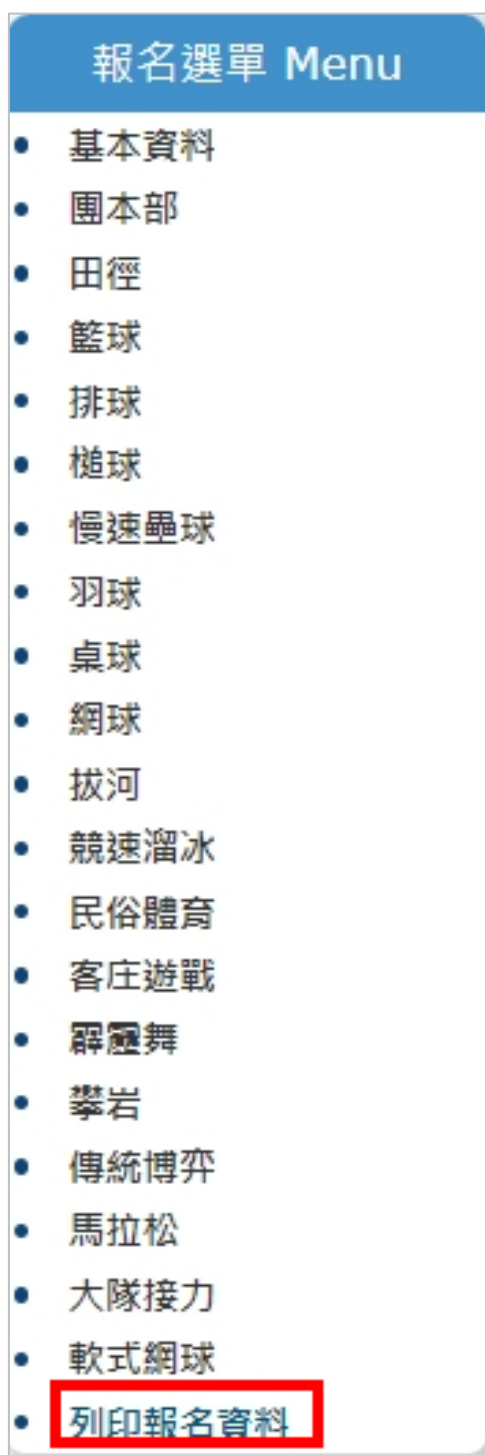 報名選單 Menu
基本資料
團本部
田徑
籃球
排球
槌球
慢速壘球
羽球
桌球
網球
拔河
競速溜冰
民俗體育
客庄遊戲
霹靂舞
攀岩
傳統博弈
馬拉松
大隊接力
軟式網球
列印報名資料